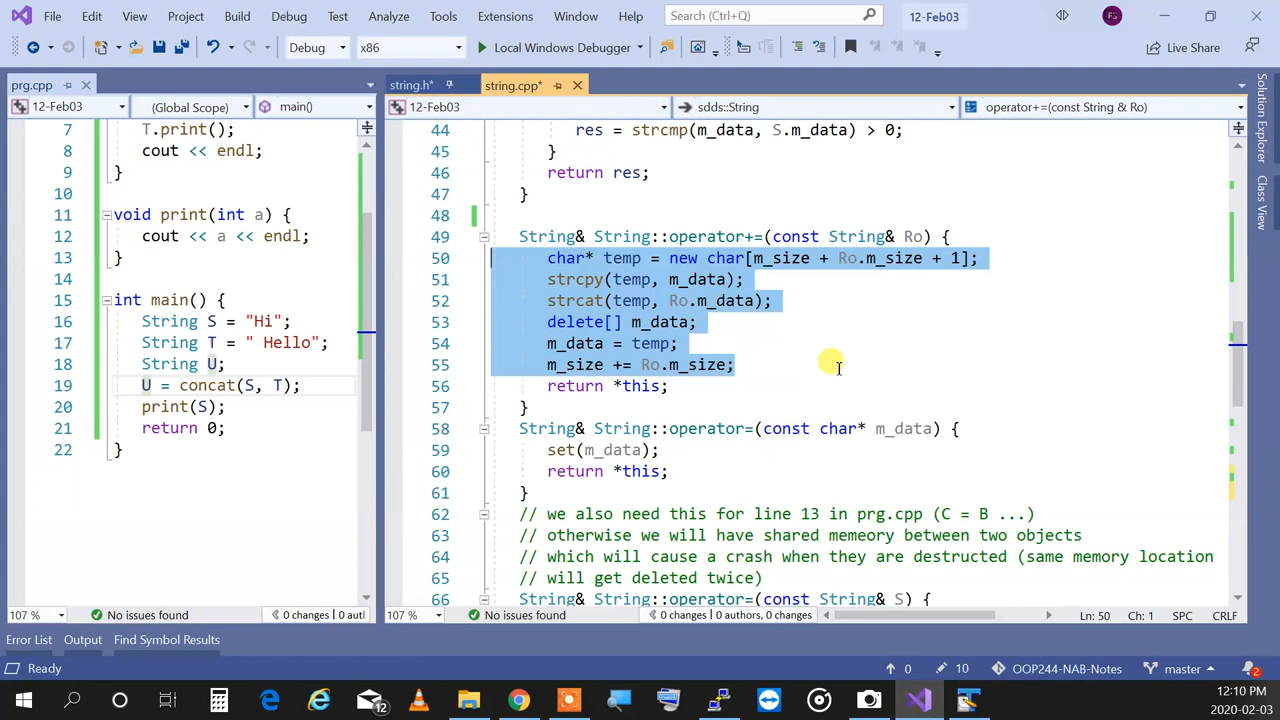 File Edit View Project Build Debug Test Analyze Tools Extensions Window Help Search (Ctrl+Q) 12-Feb03 FS
Debug x86 Local Windows Debugger Live Share
prg.cpp string.h* string.cpp*
12-Feb03 (Global Scope) main() 12-Feb03 sdds::String operator+=(const String & Ro)
7 T.print();
8 cout << endl;
9 }
10
11 void print(int a) {
12 cout << a << endl;
13 }
14
15 int main() {
16 String S = "Hi";
17 String T = " Hello";
18 String U;
19 U = concat(S, T);
20 print(S);
21 return 0;
22 }
44 res = strcmp(m_data, S.m_data) > 0;
45 }
46 return res;
47 }
48
49 String& String::operator+=(const String& Ro) {
50 char* temp = new char[m_size + Ro.m_size + 1];
51 strcpy(temp, m_data);
52 strcat(temp, Ro.m_data);
53 delete[] m_data;
54 m_data = temp;
55 m_size += Ro.m_size;
56 return *this;
57 }
58 String& String::operator=(const char* m_data) {
59 set(m_data);
60 return *this;
61 }
62 // we also need this for line 13 in prg.cpp (C = B ...)
63 // otherwise we will have shared memeory between two objects
64 // which will cause a crash when they are destructed (same memory location
65 // will get deleted twice)
66 String& String::operator=(const String& S) {
Solution Explorer
Class View
107 % No issues found 0 changes | 0 aut! 107 % No issues found 0 changes | 0 authors, 0 changes Ln: 50 Ch: 1 SPC CRLF
Error List Output Find Symbol Results
Ready 0 10 OOP244-NAB-Notes master 2
12 12:10 PM
2020-02-03